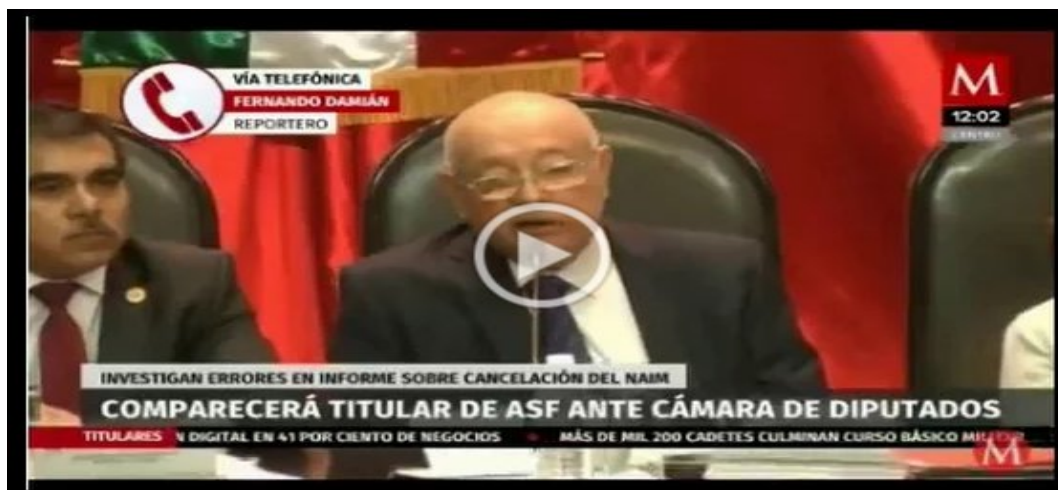 VÍA TELEFÓNICA
FERNANDO DAMIÁN
REPORTERO
M
12:02
CENTRO
INVESTIGAN ERRORES EN INFORME SOBRE CANCELACIÓN DEL NAIM
COMPARECERÁ TITULAR DE ASF ANTE CÁMARA DE DIPUTADOS
TITULARES N DIGITAL EN 41 POR CIENTO DE NEGOCIOS MÁS DE MIL 200 CADETES CULMINAN CURSO BÁSICO
M